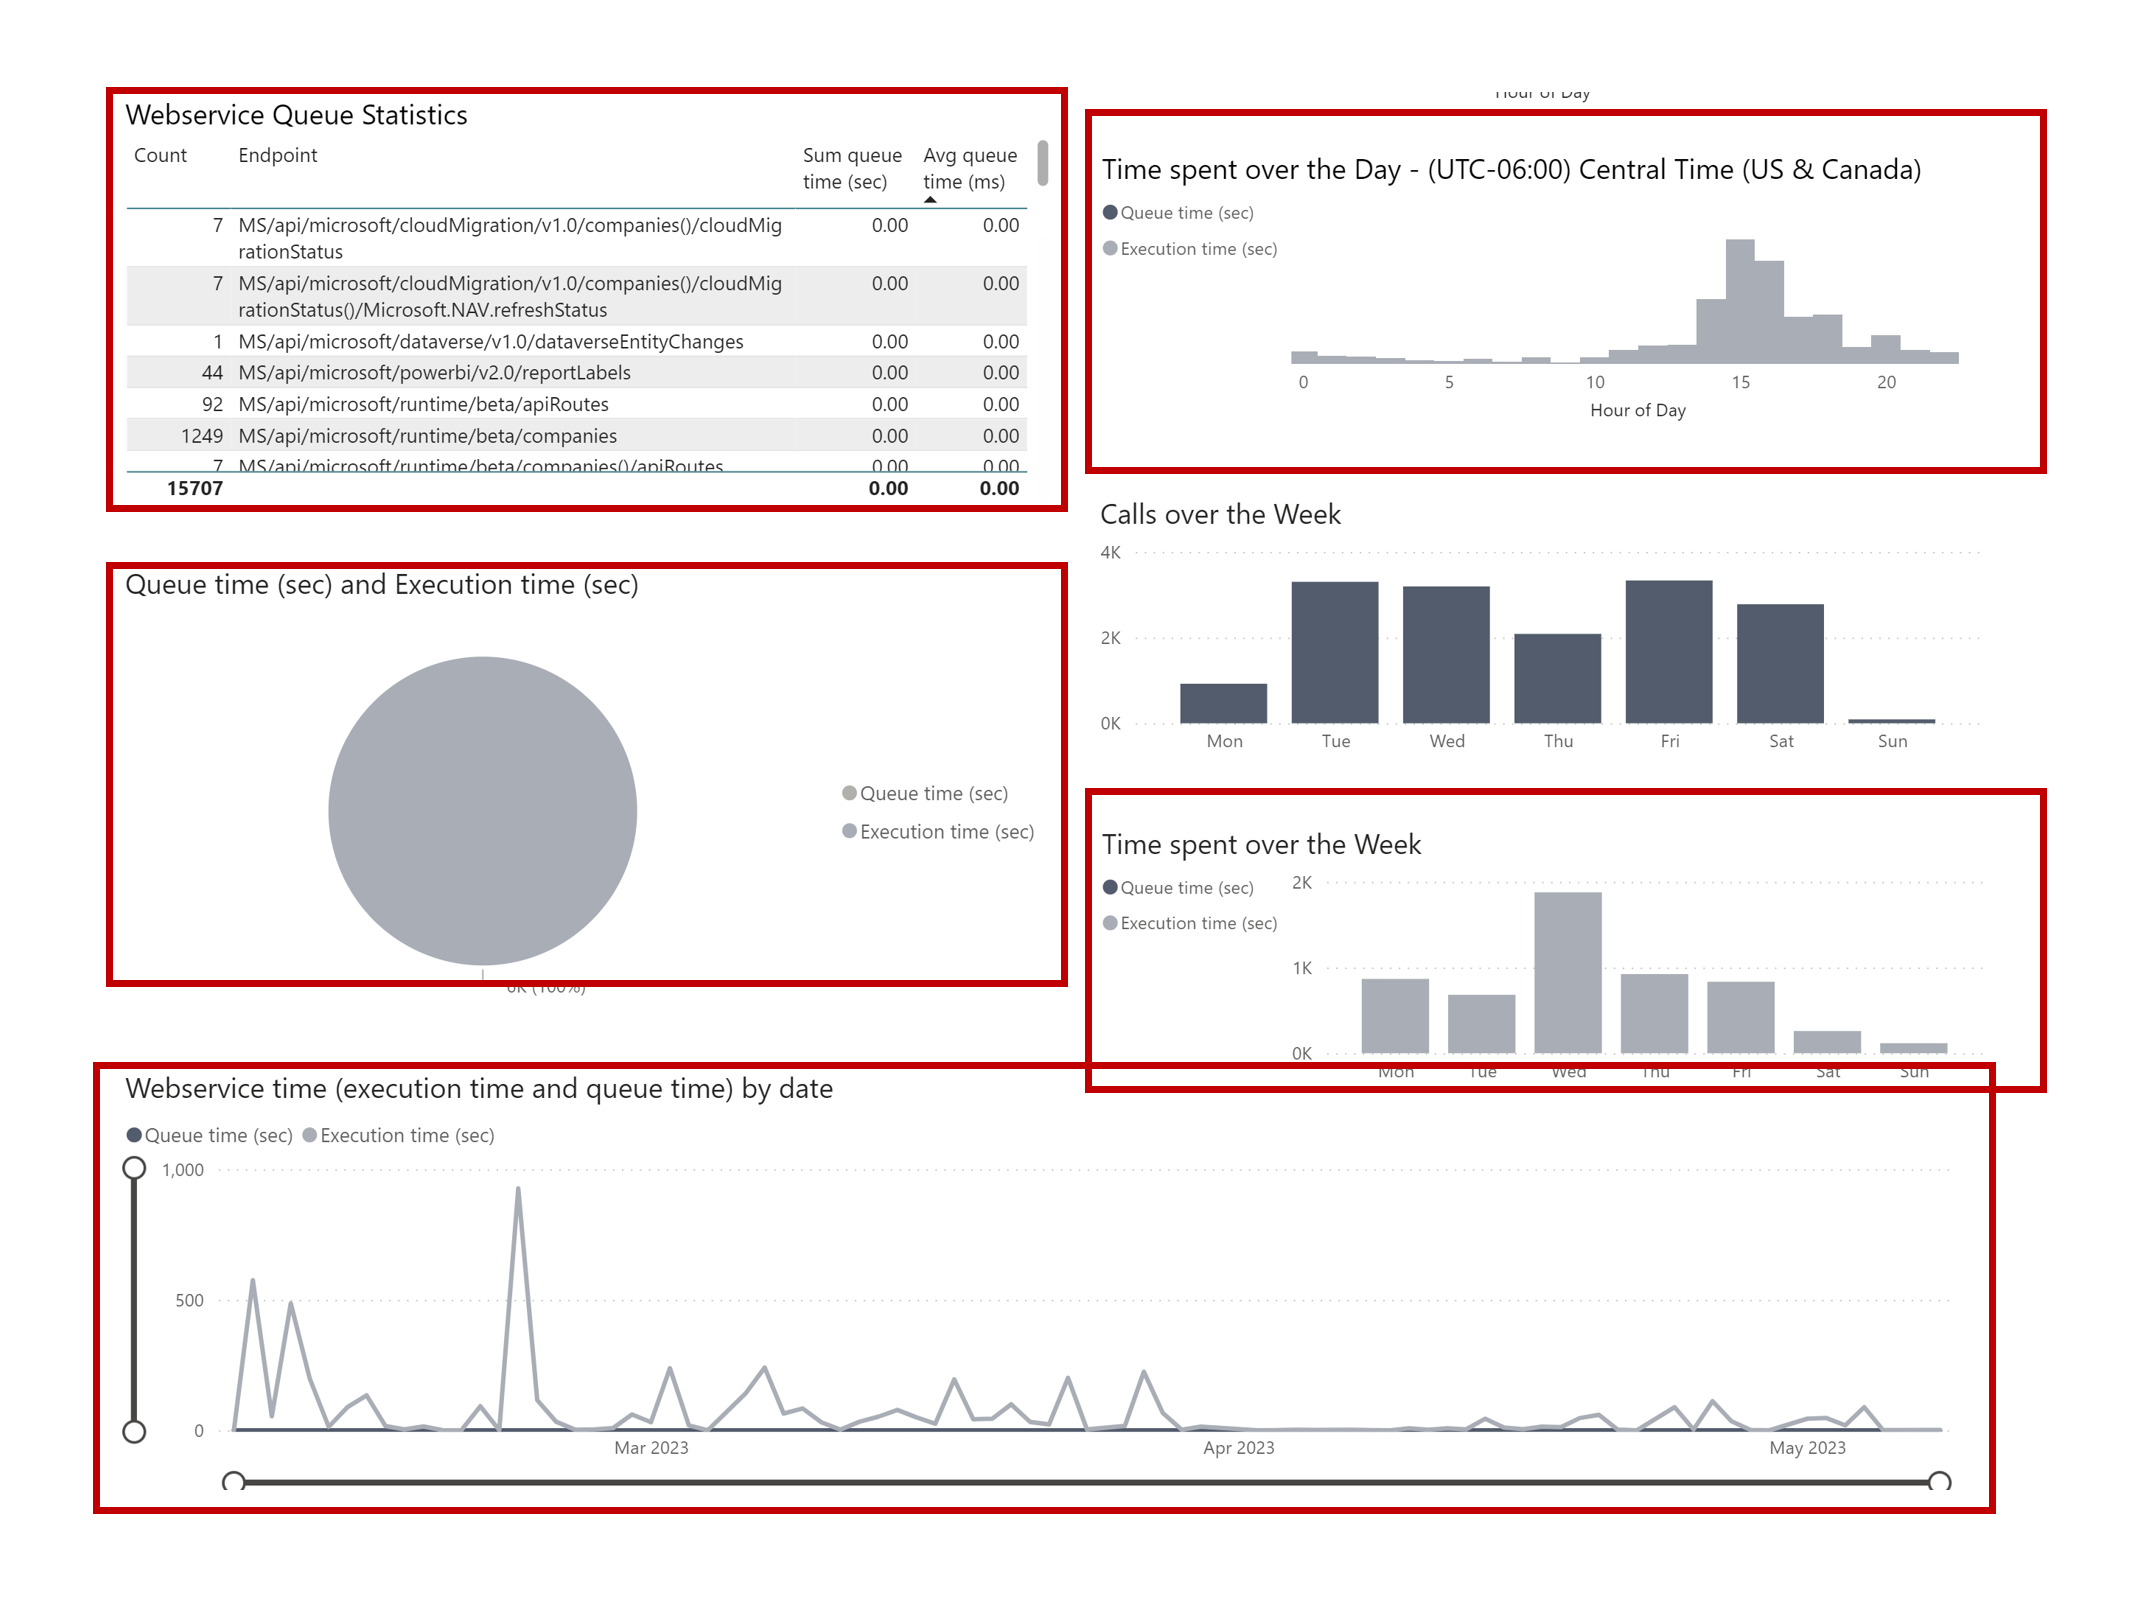 Webservice Queue Statistics
Count Endpoint Sum queue time (sec) Avg queue time (ms)
7 MS/api/microsoft/cloudMigration/v1.0/companies()/cloudMig
rationStatus 0.00 0.00
7 MS/api/microsoft/cloudMigration/v1.0/companies()/cloudMig
rationStatus()/Microsoft.NAV.refreshStatus 0.00 0.00
1 MS/api/microsoft/dataverse/v1.0/dataverseEntityChanges 0.00 0.00
44 MS/api/microsoft/powerbi/v2.0/reportLabels 0.00 0.00
92 MS/api/microsoft/runtime/beta/apiRoutes 0.00 0.00
1249 MS/api/microsoft/runtime/beta/companies 0.00 0.00
7 MS/api/microsoft/runtime/beta/companies()/apiRoutes 0.00 0.00
15707 0.00 0.00
Hour of Day
Time spent over the Day - (UTC-06:00) Central Time (US & Canada)
Queue time (sec)
Execution time (sec)
0 5 10 15 20
Hour of Day
Calls over the Week
4K
2K
0K
Mon Tue Wed Thu Fri Sat Sun
Queue time (sec) and Execution time (sec)
Queue time (sec)
Execution time (sec)
6K (100%)
Time spent over the Week
Queue time (sec)
Execution time (sec)
2K
1K
0K
Mon Tue Wed Thu Fri Sat Sun
Webservice time (execution time and queue time) by date
Queue time (sec) Execution time (sec)
1,000
500
0
Mar 2023 Apr 2023 May 2023